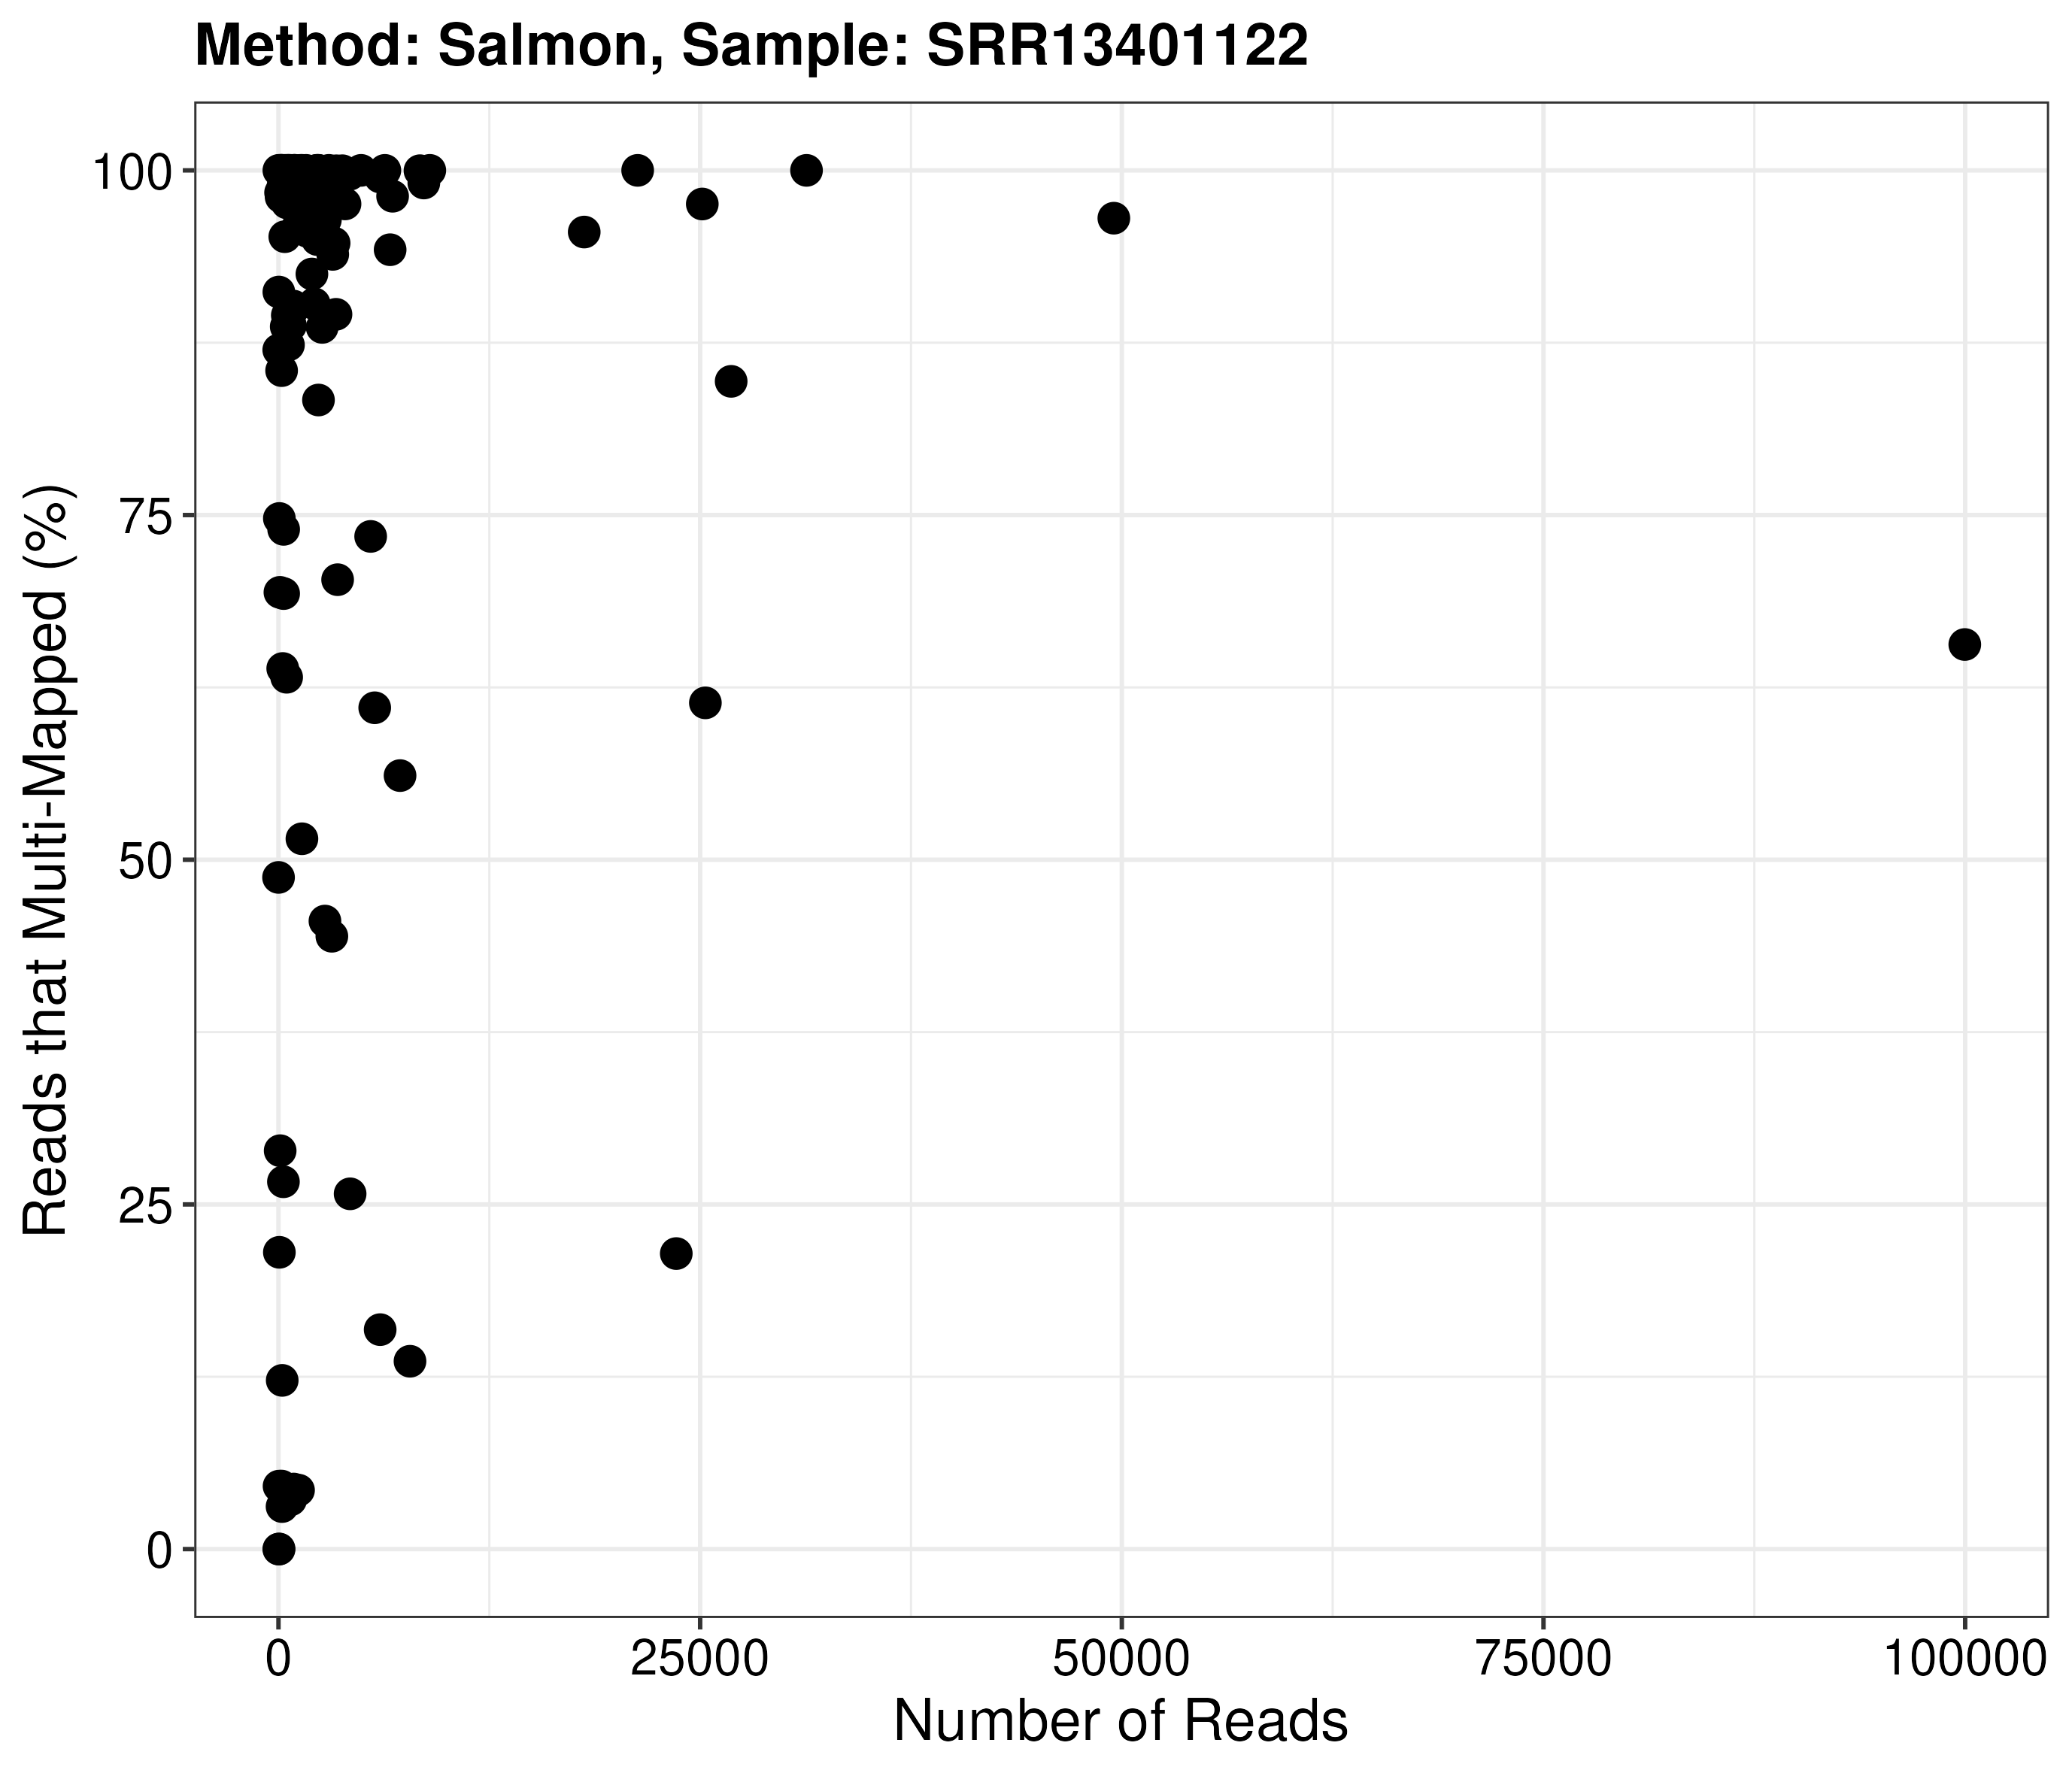 Method: Salmon, Sample: SRR13401122
Reads that Multi-Mapped (%)
100
75
50
25
0
0 25000 50000 75000 100000
Number of Reads